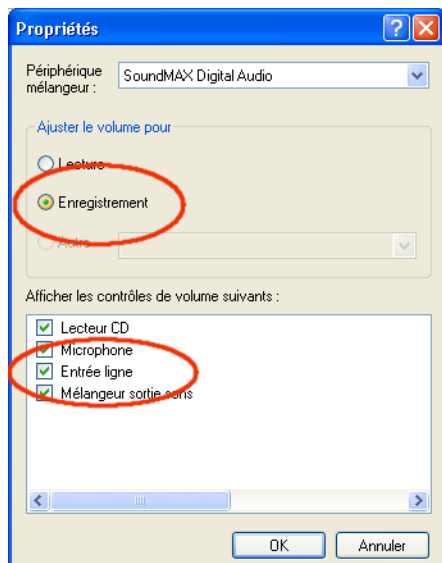 Propriétés
Périphérique
mélangeur :
SoundMAX Digital Audio
Ajuster le volume pour
Lecture
Enregistrement
Autre
Afficher les contrôles de volume suivants :
Lecteur CD
Microphone
Entrée ligne
Mélangeur sortie sons
OK
Annuler